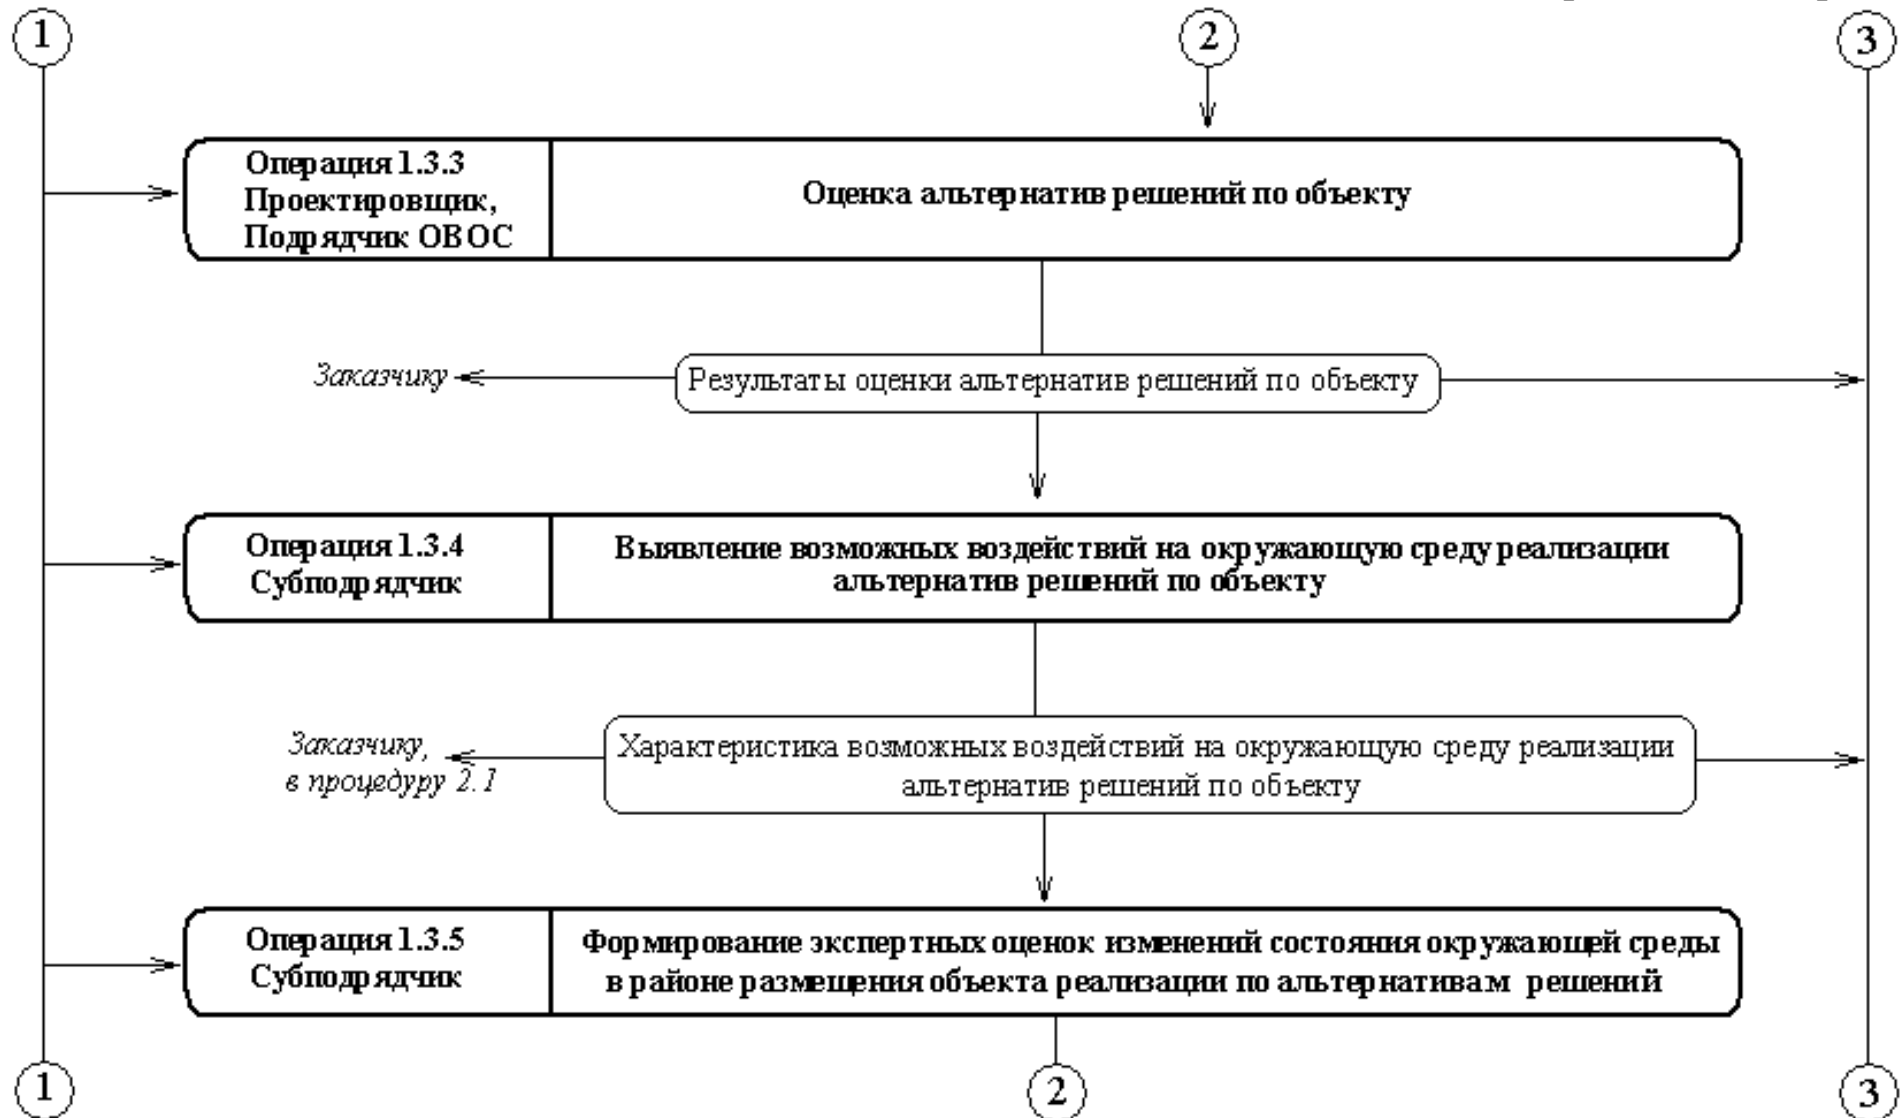 1
2
3
Операция 1.3.3
Проектировщик,
Подрядчик ОВОС
Оценка альтернатив решений по объекту
Заказчику
Результаты оценки альтернатив решений по объекту
Операция 1.3.4
Субподрядчик
Выявление возможных воздействий на окружающую среду реализации
альтернатив решений по объекту
Заказчику,
в процедуру 2.1
Характеристика возможных воздействий на окружающую среду реализации
альтернатив решений по объекту
Операция 1.3.5
Субподрядчик
Формирование экспертных оценок изменений состояния окружающей среды
в районе размещения объекта реализации по альтернативам решений
1
2
3